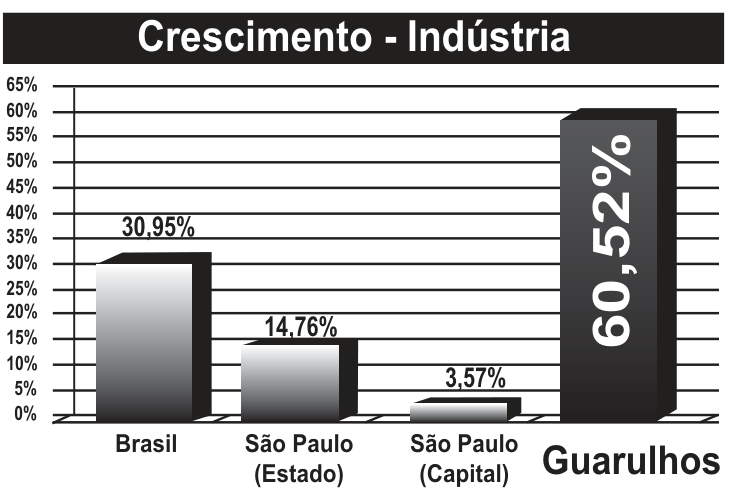 Crescimento - Indústria
65%
60%
55%
50%
45%
40%
35%
30%
25%
20%
15%
10%
5%
0%
30,95%
14,76%
3,57%
60,52%
Brasil
São Paulo
(Estado)
São Paulo
(Capital)
Guarulhos